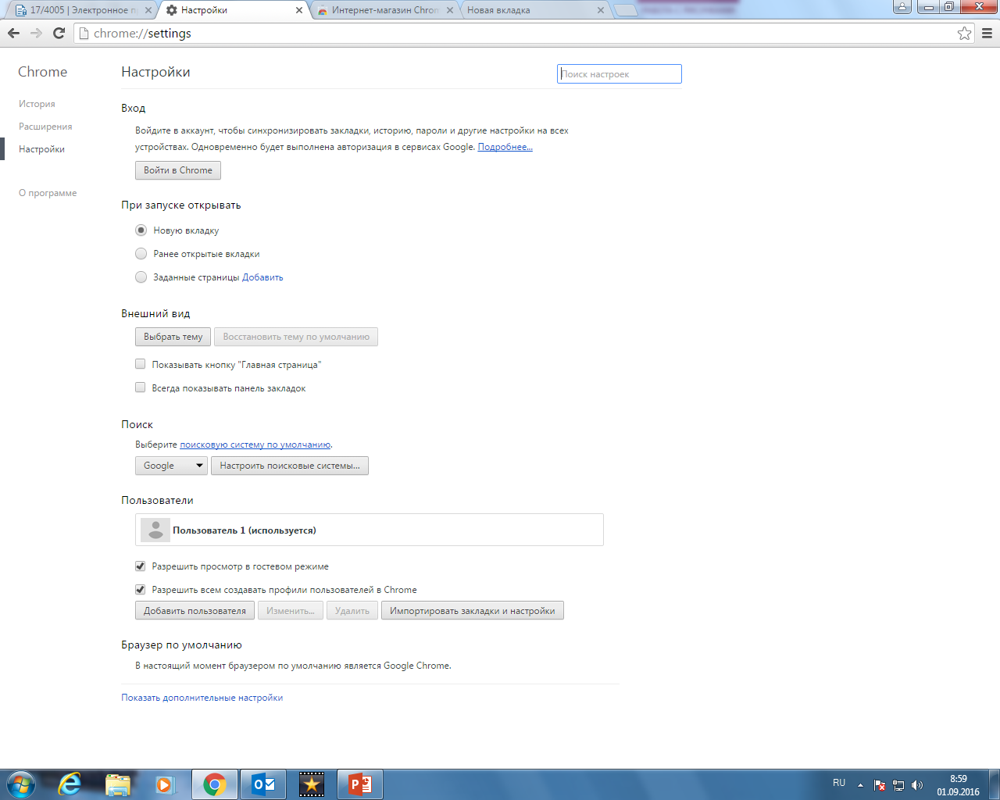 17/4005 | Электронное п
Настройки
Интернет-магазин Chrom
Новая вкладка
chrome://settings
Chrome
Настройки
Поиск настроек
История
Расширения
Настройки
О программе
Вход
Войдите в аккаунт, чтобы синхронизировать закладки, историю, пароли и другие настройки на всех
устройствах. Одновременно будет выполнена авторизация в сервисах Google. Подробнее...
Войти в Chrome
При запуске открывать
Новую вкладку
Ранее открытые вкладки
Заданные страницы Добавить
Внешний вид
Выбрать тему Восстановить тему по умолчанию
Показывать кнопку "Главная страница"
Всегда показывать панель закладок
Поиск
Выберите поисковую систему по умолчанию.
Google Настроить поисковые системы...
Пользователи
Пользователь 1 (используется)
Разрешить просмотр в гостевом режиме
Разрешить всем создавать профили пользователей в Chrome
Добавить пользователя Изменить... Удалить Импортировать закладки и настройки
Браузер по умолчанию
В настоящий момент браузером по умолчанию является Google Chrome.
Показать дополнительные настройки
RU
8:59
01.09.2016